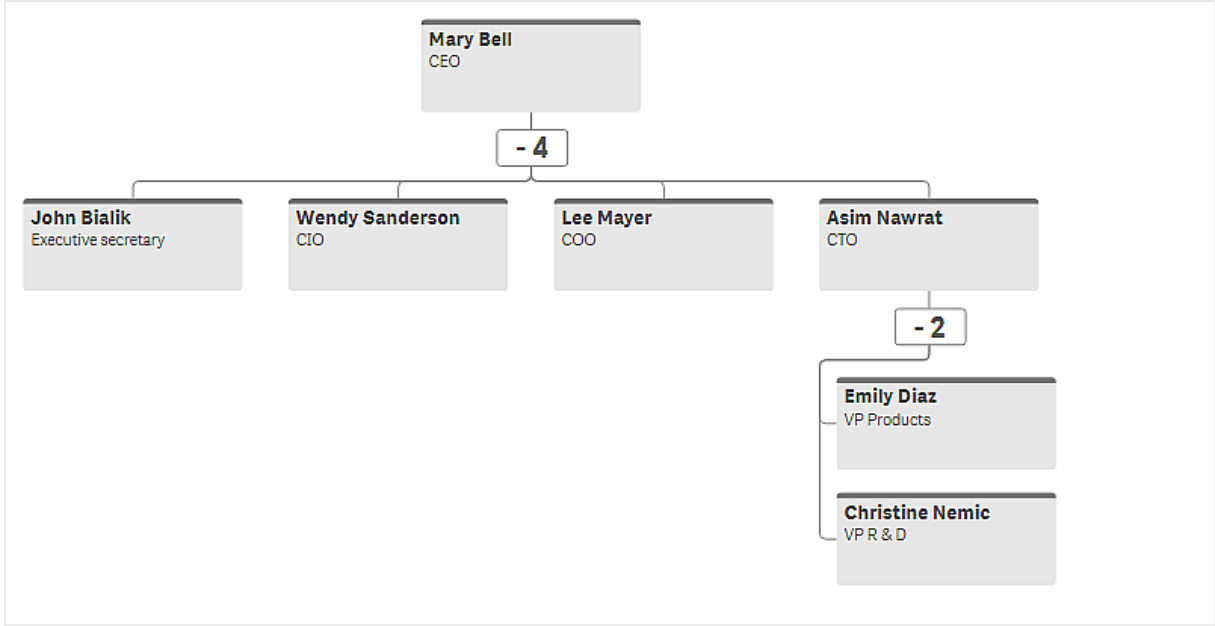 Mary Bell
CEO
- 4
John Bialik
Executive secretary
Wendy Sanderson
CIO
Lee Mayer
COO
Asim Nawrat
CTO
- 2
Emily Diaz
VP Products
Christine Nemic
VP R & D